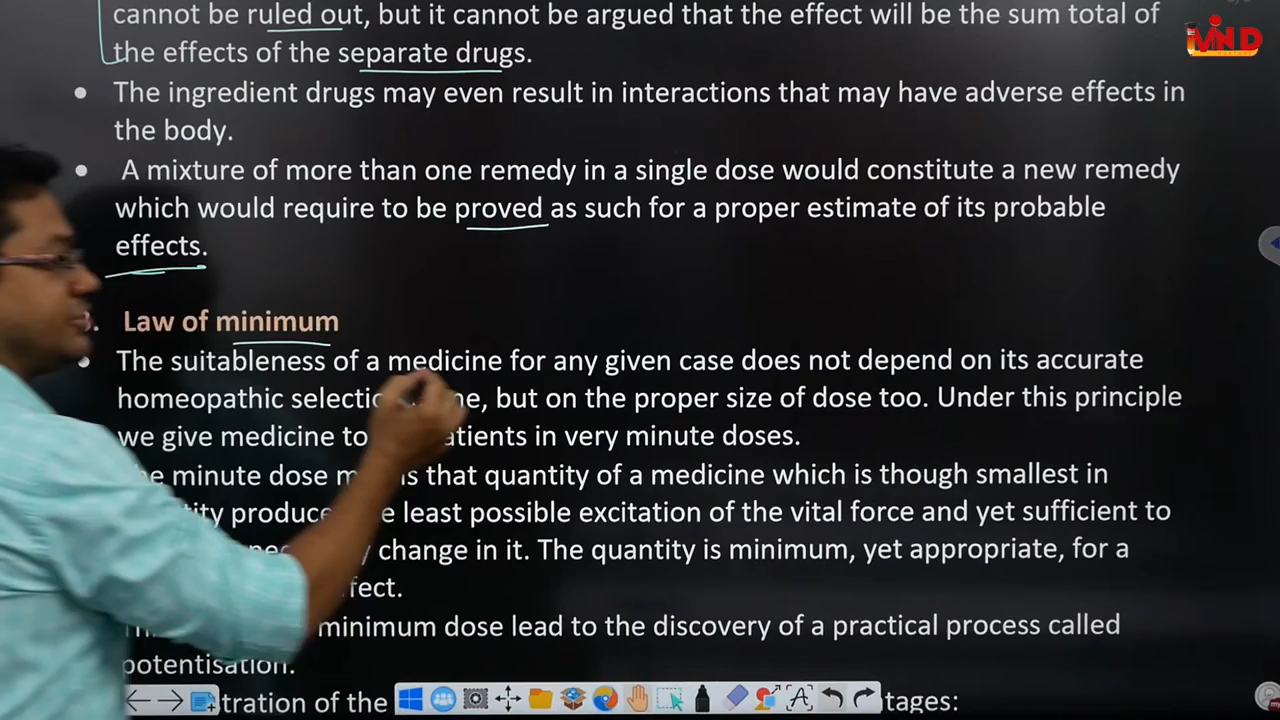 cannot be ruled out, but it cannot be argued that the effect will be the sum total of
the effects of the separate drugs.
MIND
The ingredient drugs may even result in interactions that may have adverse effects in
the body.
A mixture of more than one remedy in a single dose would constitute a new remedy
which would require to be proved as such for a proper estimate of its probable
effects.
Law of minimum
The suitableness of a medicine for any given case does not depend on its accurate
homeopathic but on the proper size of dose too. Under this principle
we give medicine to in very minute doses.
minute dose that quantity of a medicine which is though smallest in
least possible excitation of the vital force and yet sufficient to
change in it. The quantity is minimum, yet appropriate, for a
minimum dose lead to the discovery of a practical process called
potentisation.
of the